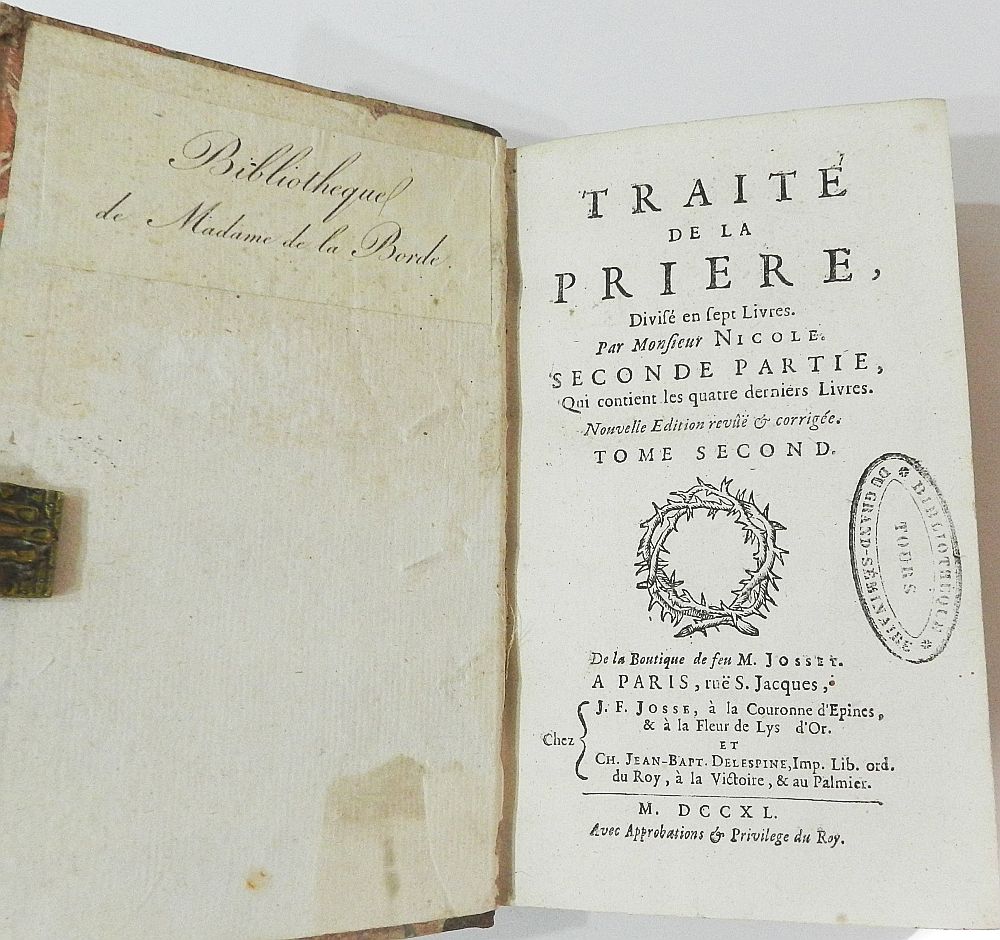 Bibliotheque
de Madame de la Borde.
TRAITÉ
DE LA
PRIERE,
Divisé en sept Livres.
Par Monsieur NICOLE.
SECONDE PARTIE,
Qui contient les quatre derniers Livres.
Nouvelle Edition revûë & corrigée.
TOME SECOND.
BIBLIOTHEQUE
DU GRAND-SÉMINAIRE
TOURS
De la Boutique de feu M. JOSSET.
A PARIS, ruë S. Jacques,
Chez
J. F. JOSSE, à la Couronne d'Epines,
& à la Fleur de Lys d'Or.
ET
CH. JEAN-BAPT. DELESPINE, Imp. Lib. ord.
du Roy, à la Victoire, & au Palmier.
M. DCCXL.
Avec Approbations & Privilege du Roy.